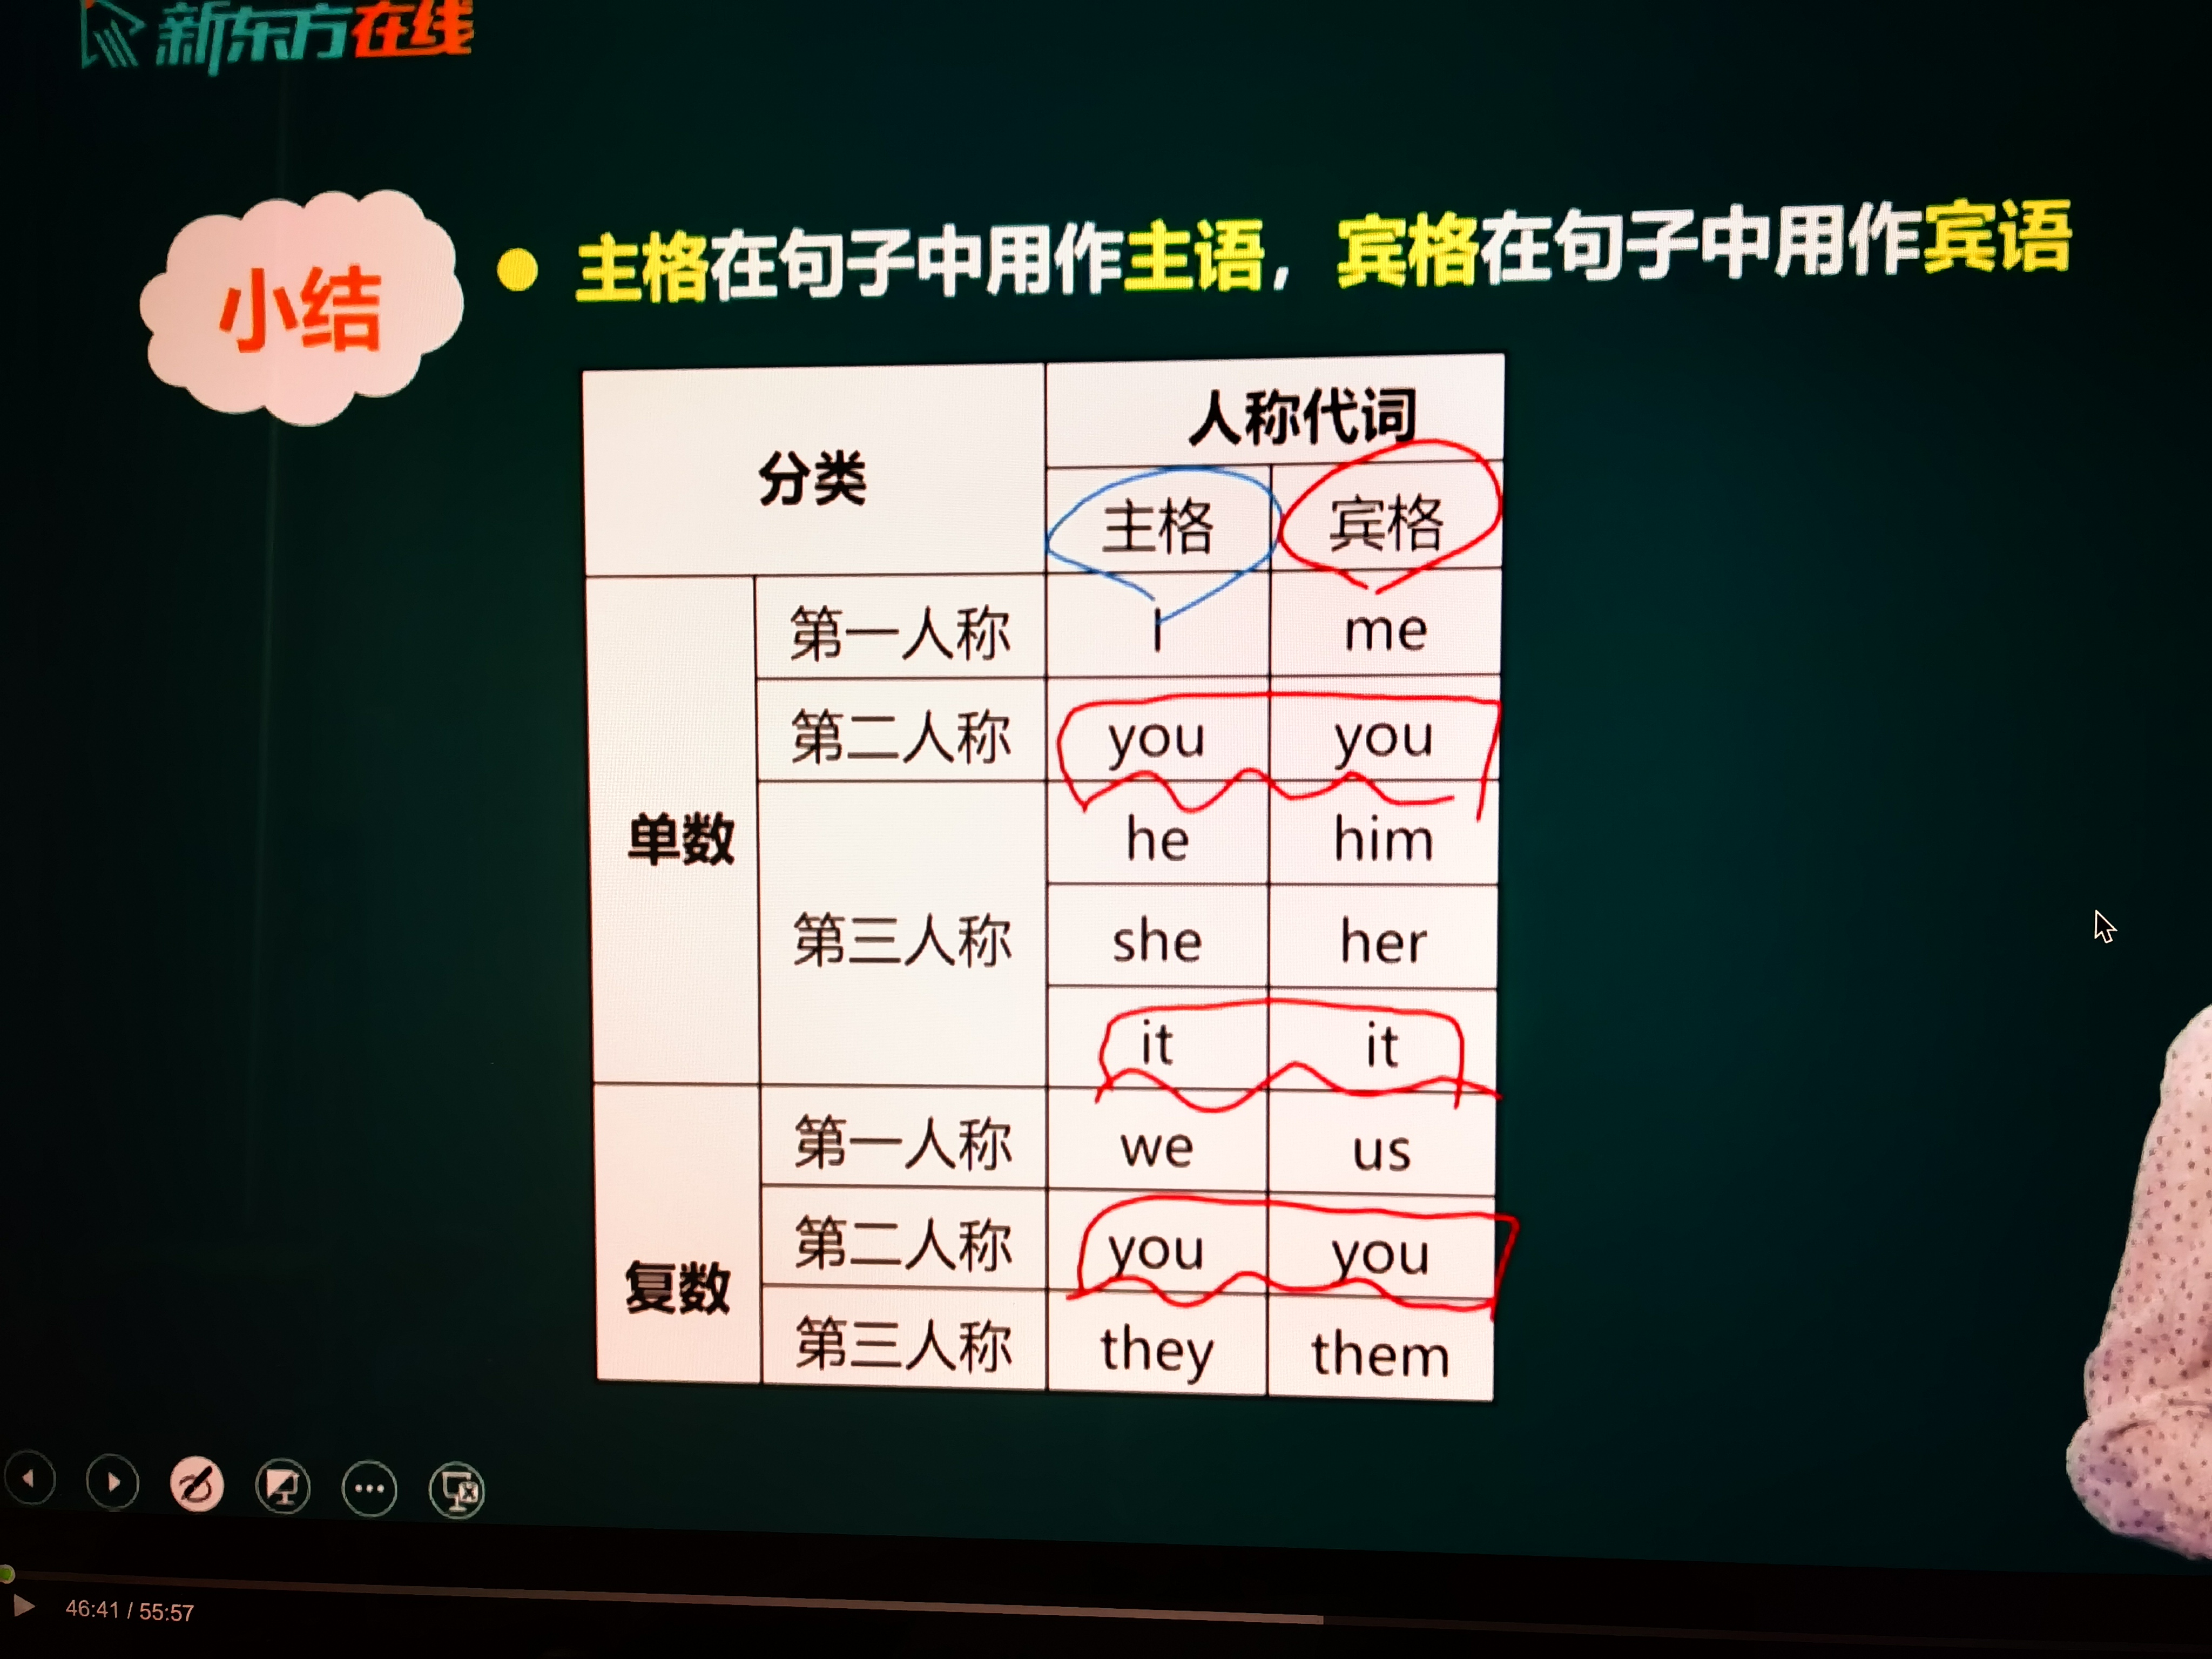 新东方在线
小结
主格在句子中用作主语，宾格在句子中用作宾语
分类 人称代词
主格 宾格
单数 第一人称 I me
第二人称 you you
第三人称 he him
she her
it it
复数 第一人称 we us
第二人称 you you
第三人称 they them
46:41 / 55:57